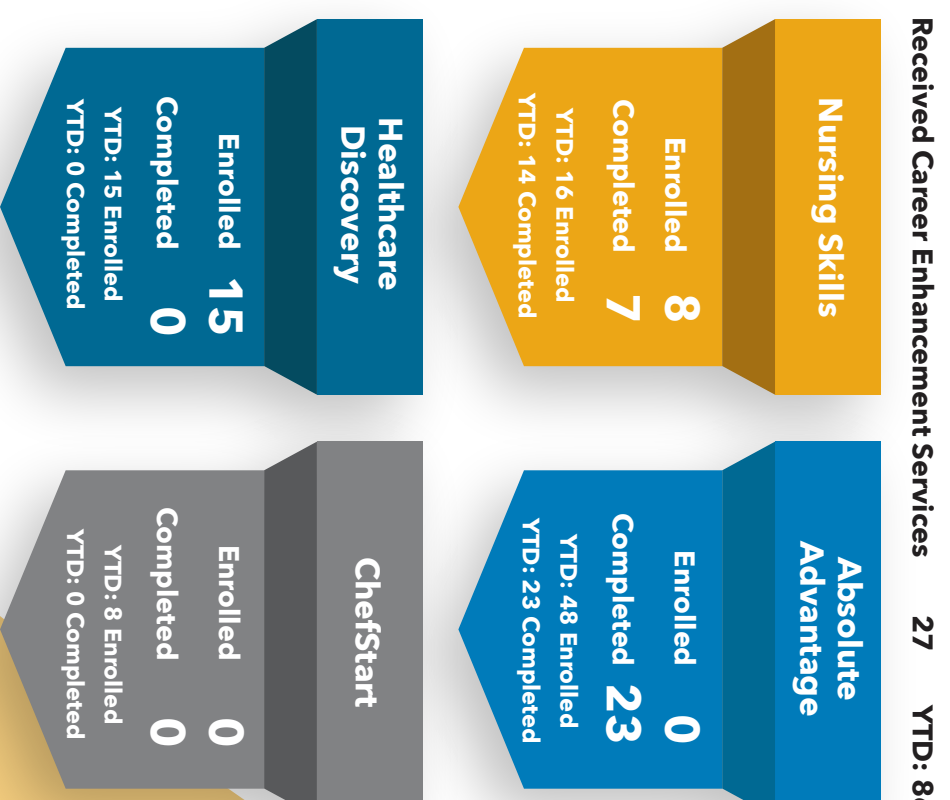 Received Career Enhancement Services 27 YTD:
Nursing Skills
Enrolled 8
Completed 7
YTD: 16 Enrolled
YTD: 14 Completed
Absolute
Advantage
Enrolled 0
Completed 23
YTD: 48 Enrolled
YTD: 23 Completed
Healthcare
Discovery
Enrolled 15
Completed 0
YTD: 15 Enrolled
YTD: 0 Completed
ChefStart
Enrolled 0
Completed 0
YTD: 8 Enrolled
YTD: 0 Completed